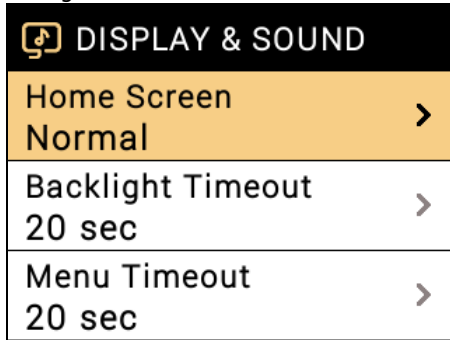 DISPLAY & SOUND
Home Screen
Normal
Backlight Timeout
20 sec
Menu Timeout
20 sec